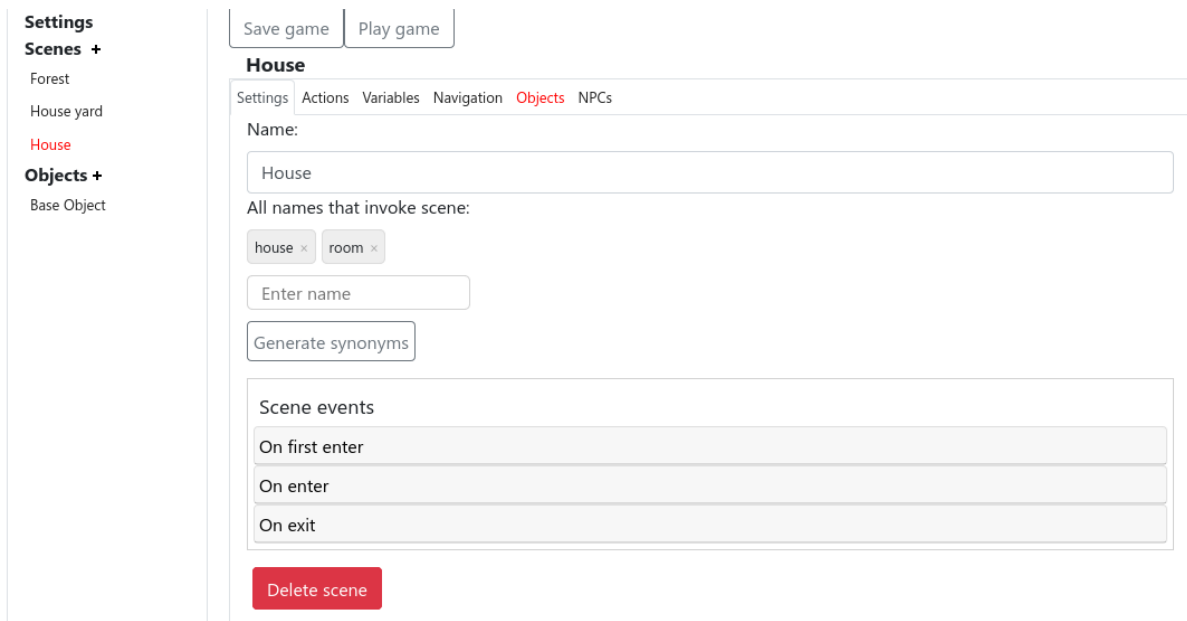 Settings
Scenes +
Forest
House yard
House
Objects +
Base Object
Save game Play game
House
Settings Actions Variables Navigation Objects NPCs
Name:
House
All names that invoke scene:
house × room ×
Enter name
Generate synonyms
Scene events
On first enter
On enter
On exit
Delete scene